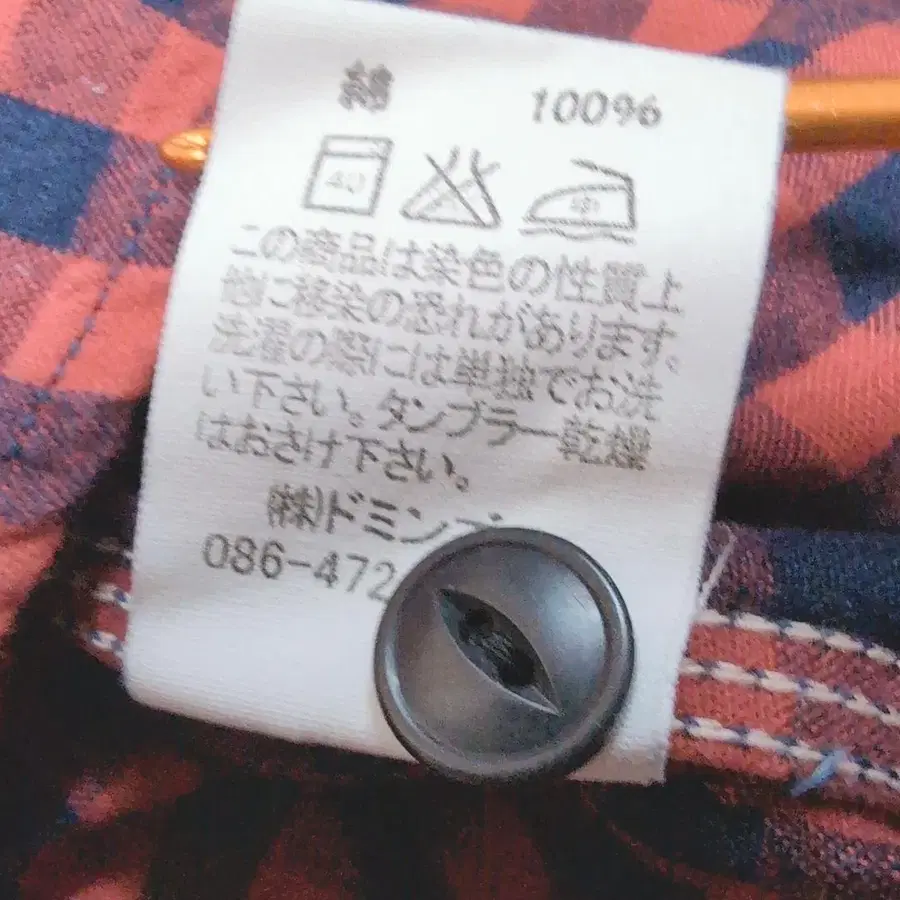 綿 100%
40
中
この商品は染色の性質上
他に移染の恐れがあります。
洗濯の際には単独でお洗
い下さい。タンブラー乾燥
はおさけ下さい。
(株)ドミンゴ
086-472